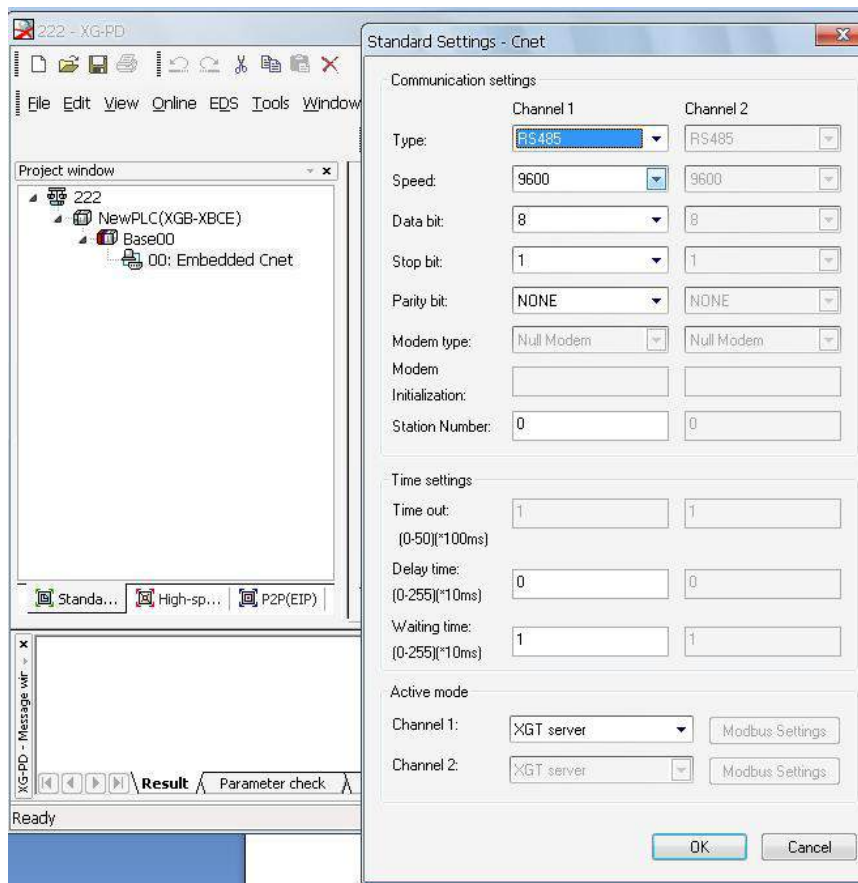 222 - XG-PD
File Edit View Online EDS Tools Window
Project window
222
NewPLC(XGB-XBCE)
Base00
00: Embedded Cnet
Standa... High-sp... P2P(EIP)
XG-PD - Message wir
Result Parameter check
Ready
Standard Settings - Cnet
Communication settings
Channel 1 Channel 2
Type: RS485 RS485
Speed: 9600 9600
Data bit: 8 8
Stop bit: 1 1
Parity bit: NONE NONE
Modem type: Null Modem Null Modem
Modem
Initialization:
Station Number: 0 0
Time settings
Time out: 1 1
(0-50)(*100ms)
Delay time:
(0-255)(*10ms) 0 0
Waiting time:
(0-255)(*10ms) 1 1
Active mode
Channel 1: XGT server Modbus Settings
Channel 2: XGT server Modbus Settings
OK Cancel